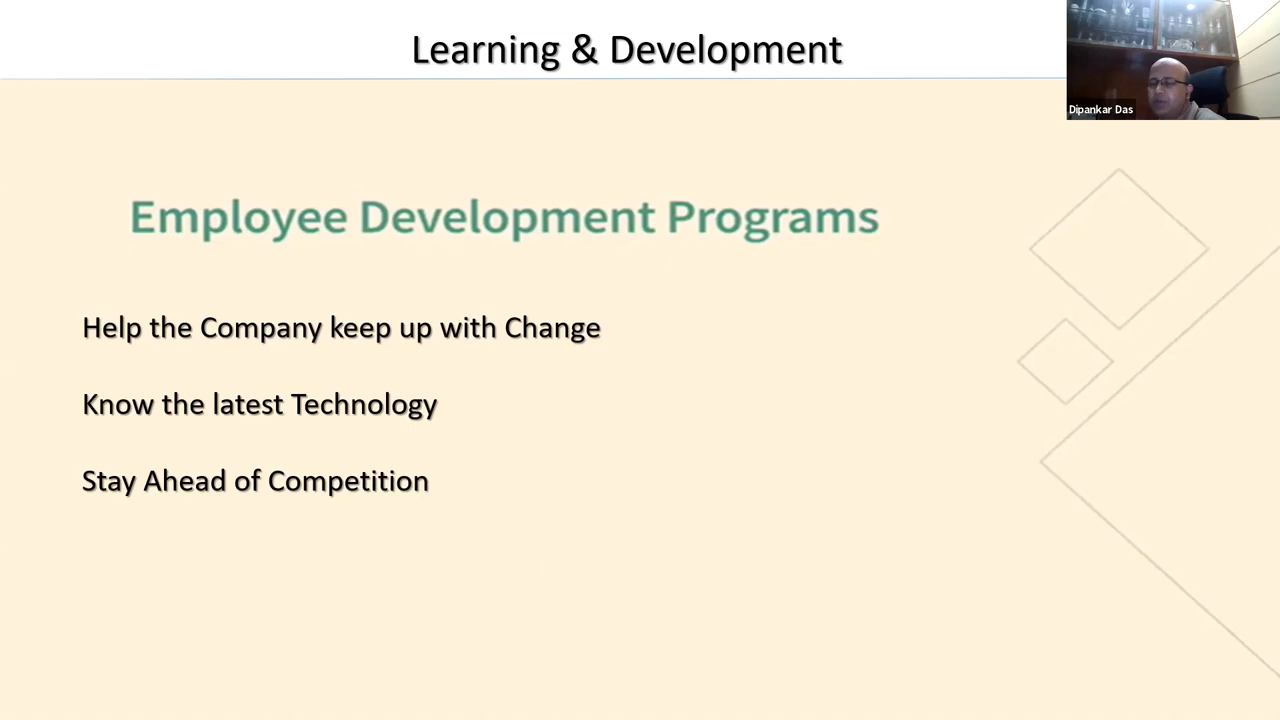 Learning & Development
Dipankar Das
Employee Development Programs
Help the Company keep up with Change
Know the latest Technology
Stay Ahead of Competition